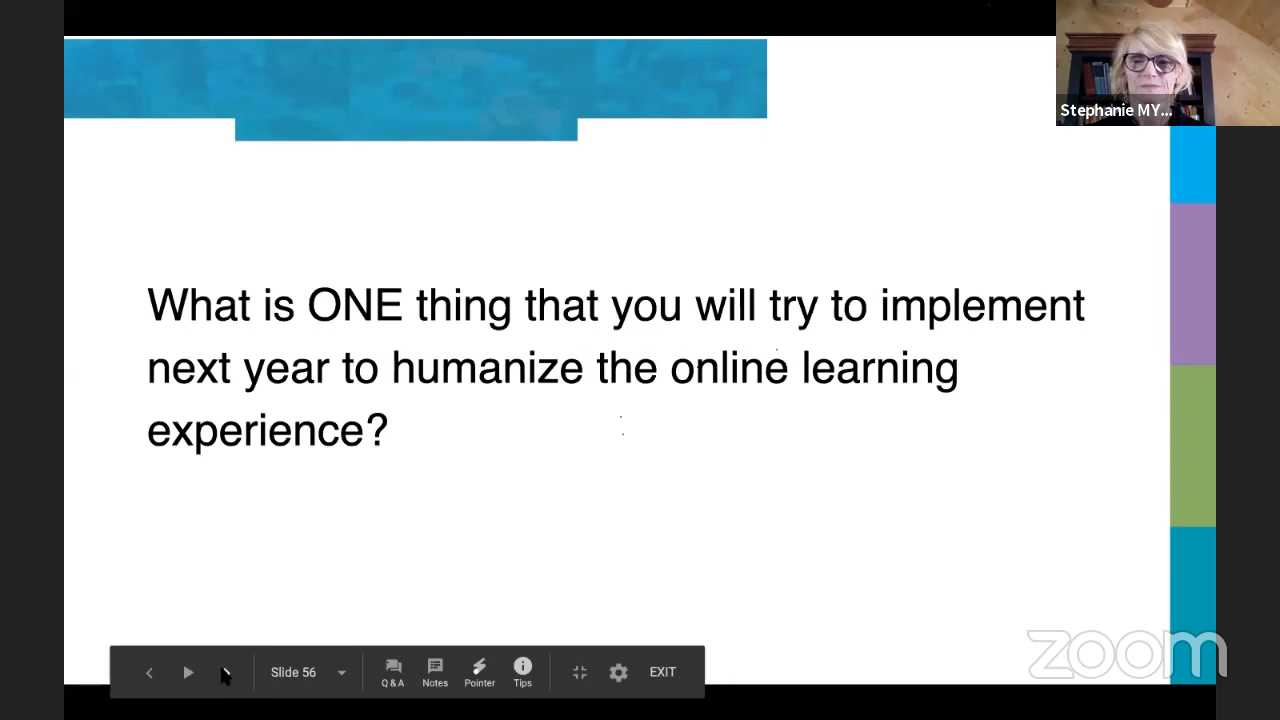 Stephanie MY...
What is ONE thing that you will try to implement
next year to humanize the online learning
experience?
Slide 56
Q & A
Notes
Pointer
Tips
EXIT
zoom